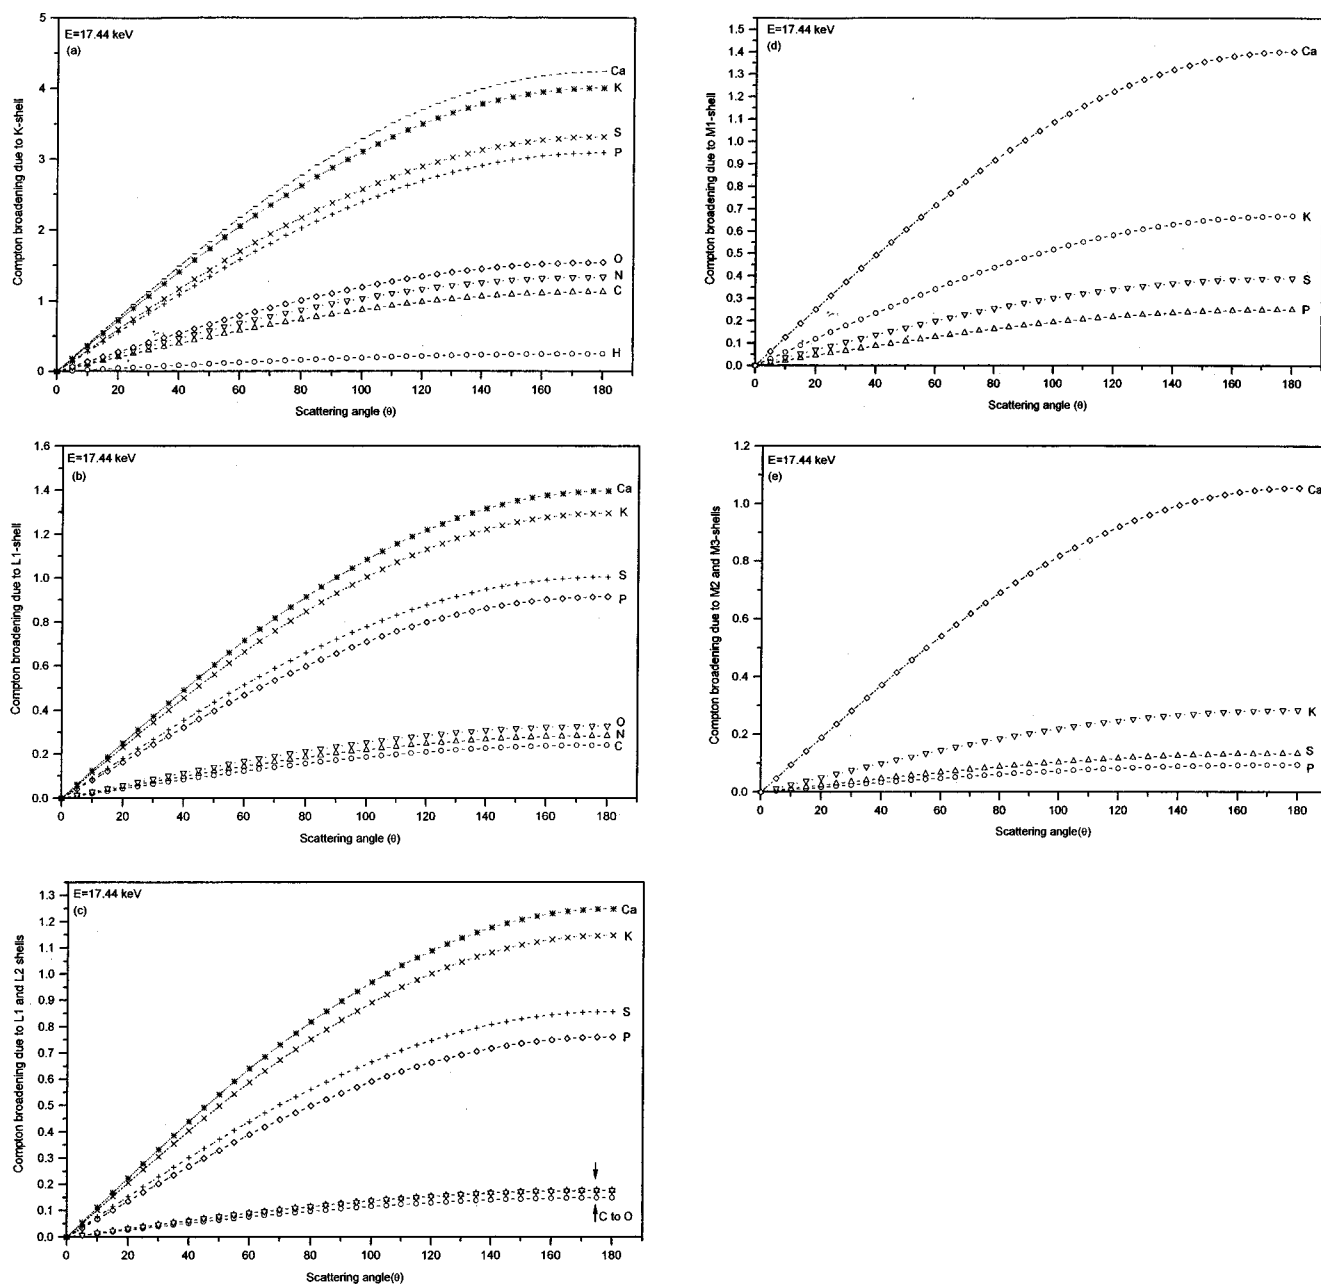 E=17.44 keV
(a)
Compton broadening due to K-shell
5
4
3
2
1
0
Ca
K
S
P
O
N
C
H
0 20 40 60 80 100 120 140 160 180
Scattering angle (θ)
E=17.44 keV
(d)
Compton broadening due to M1-shell
1.5
1.4
1.3
1.2
1.1
1.0
0.9
0.8
0.7
0.6
0.5
0.4
0.3
0.2
0.1
0.0
Ca
K
S
P
0 20 40 60 80 100 120 140 160 180
Scattering angle (θ)
E=17.44 keV
(b)
Compton broadening due to L1-shell
1.6
1.4
1.2
1.0
0.8
0.6
0.4
0.2
0.0
Ca
K
S
P
O
N
C
0 20 40 60 80 100 120 140 160 180
Scattering angle (θ)
E=17.44 keV
(e)
Compton broadening due to M2 and M3-shells
1.2
1.0
0.8
0.6
0.4
0.2
0.0
Ca
K
S
P
0 20 40 60 80 100 120 140 160 180
Scattering angle(θ)
E=17.44 keV
(c)
Compton broadening due to L1 and L2 shells
1.3
1.2
1.1
1.0
0.9
0.8
0.7
0.6
0.5
0.4
0.3
0.2
0.1
0.0
Ca
K
S
P
C to O
0 20 40 60 80 100 120 140 160 180
Scattering angle(θ)